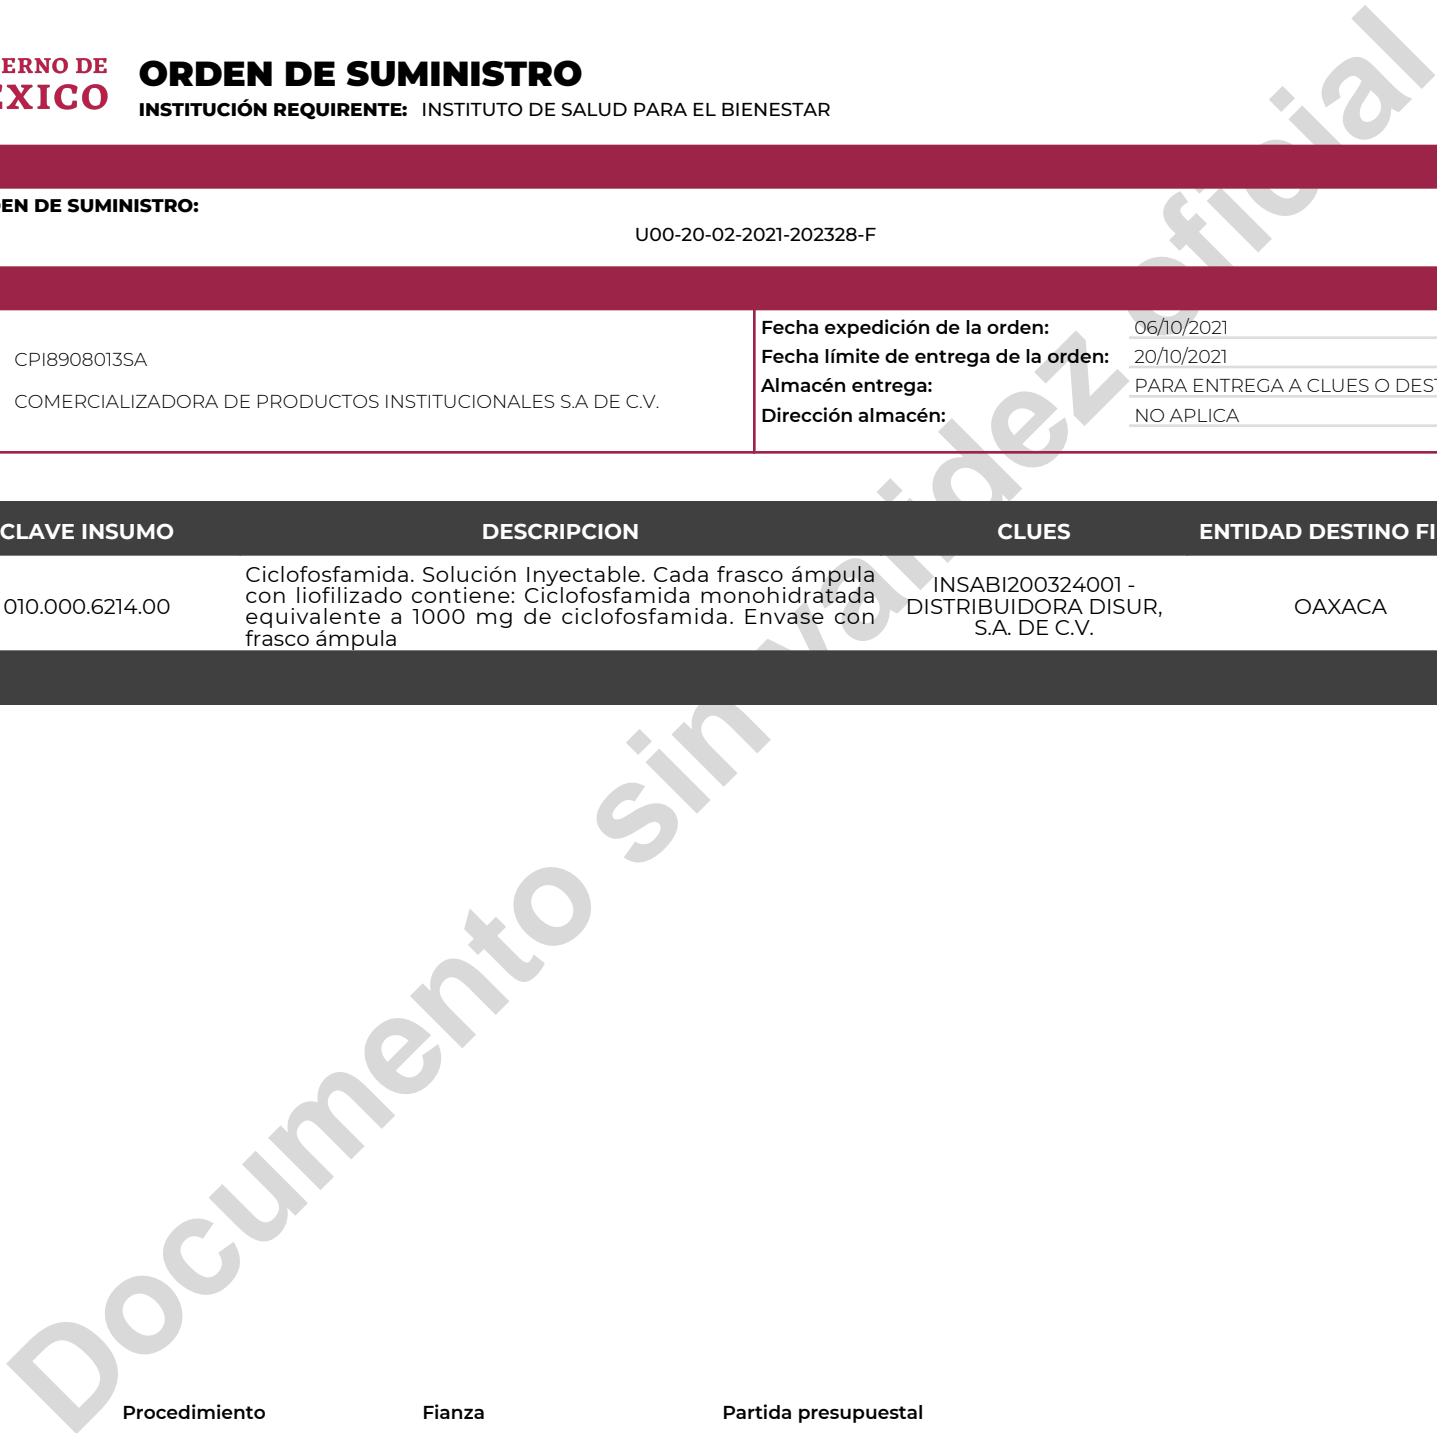 ERNO DE
EXICO
ORDEN DE SUMINISTRO
INSTITUCIÓN REQUIRENTE: INSTITUTO DE SALUD PARA EL BIENESTAR
EN DE SUMINISTRO:
U00-20-02-2021-202328-F
CPI8908013SA
COMERCIALIZADORA DE PRODUCTOS INSTITUCIONALES S.A DE C.V.
Fecha expedición de la orden: 06/10/2021
Fecha límite de entrega de la orden: 20/10/2021
Almacén entrega: PARA ENTREGA A CLUES O DEST
Dirección almacén: NO APLICA
CLAVE INSUMO DESCRIPCION CLUES ENTIDAD DESTINO FI
010.000.6214.00
Ciclofosfamida. Solución Inyectable. Cada frasco ámpula
con liofilizado contiene: Ciclofosfamida monohidratada
equivalente a 1000 mg de ciclofosfamida. Envase con
frasco ámpula
INSABI200324001 -
DISTRIBUIDORA DISUR,
S.A. DE C.V.
OAXACA
Documento sin validez oficial
Procedimiento Fianza Partida presupuestal